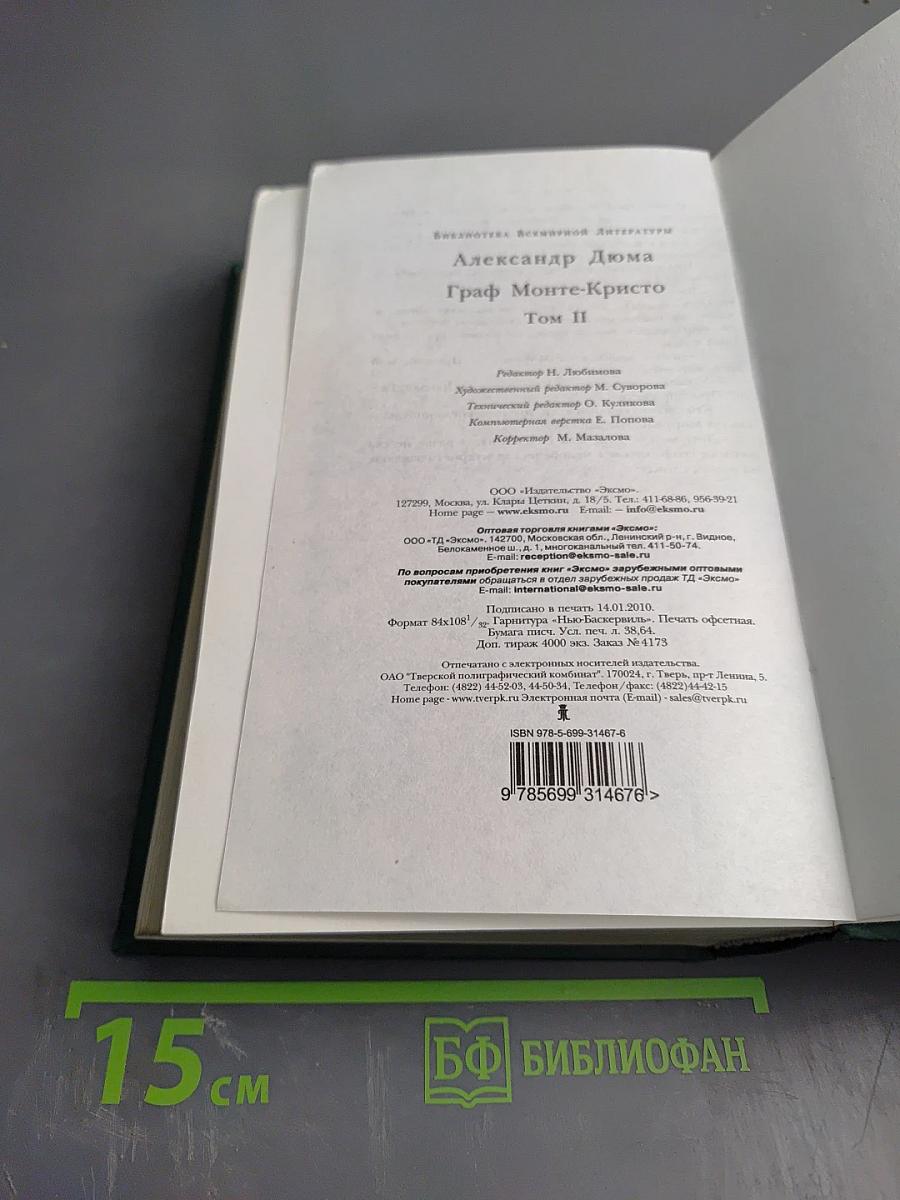 Библиотека Всемирной Литературы
Александр Дюма
Граф Монте-Кристо
Том II
Редактор Н. Любимова
Художественный редактор М. Суворова
Технический редактор О. Куликова
Компьютерная верстка Е. Попова
Корректор М. Мазалова
ООО «Издательство «Эксмо».
127299, Москва, ул. Клары Цеткин, д. 18/5. Тел.: 411-68-86, 956-39-21
Home page — www.eksmo.ru E-mail: — info@eksmo.ru
Оптовая торговля книгами «Эксмо»:
ООО «ТД «Эксмо». 142700, Московская обл., Ленинский р-н, г. Видное,
Белокаменное ш., д. 1, многоканальный тел. 411-50-74.
E-mail: reception@eksmo-sale.ru
По вопросам приобретения книг «Эксмо» зарубежными оптовыми
покупателями обращаться в отдел зарубежных продаж ТД «Эксмо»
E-mail: international@eksmo-sale.ru
Подписано в печать 14.01.2010.
Формат 84x108 1/32. Гарнитура «Нью-Баскервиль». Печать офсетная.
Бумага писч. Усл. печ. л. 38,64.
Доп. тираж 4000 экз. Заказ № 4173
Отпечатано с электронных носителей издательства.
ОАО "Тверской полиграфический комбинат". 170024, г. Тверь, пр-т Ленина, 5.
Телефон: (4822) 44-52-03, 44-50-34, Телефон/факс: (4822)44-42-15
Home page - www.tverpk.ru Электронная почта (E-mail) - sales@tverpk.ru
ISBN 978-5-699-31467-6
9 785699 314676 >
15 см
БФ БИБЛИОФАН